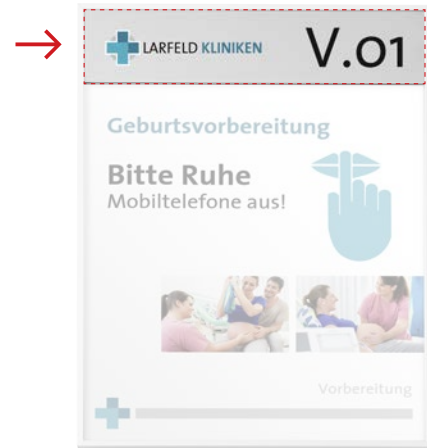 LARFELD KLINIKEN
V.01
Geburtsvorbereitung
Bitte Ruhe
Mobiltelefone aus!
Vorbereitung